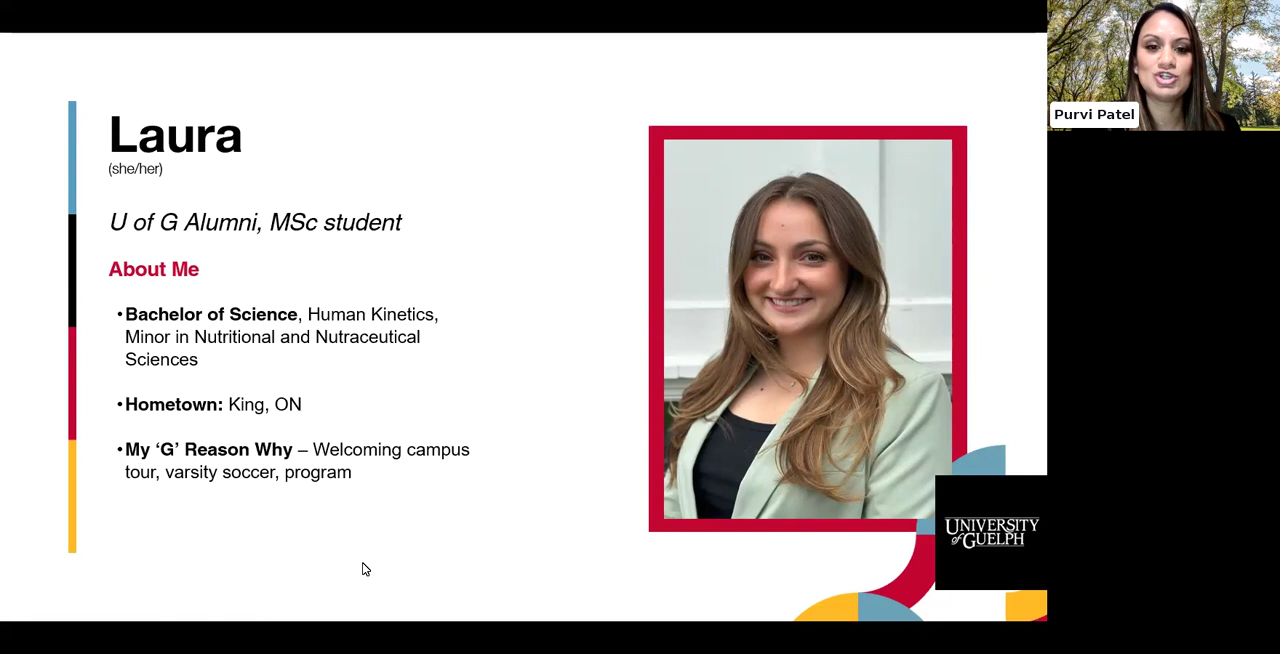 Laura
(she/her)
U of G Alumni, MSc student
About Me
•Bachelor of Science, Human Kinetics,
Minor in Nutritional and Nutraceutical
Sciences
•Hometown: King, ON
•My ‘G’ Reason Why – Welcoming campus
tour, varsity soccer, program
UNIVERSITY
of GUELPH
Purvi Patel